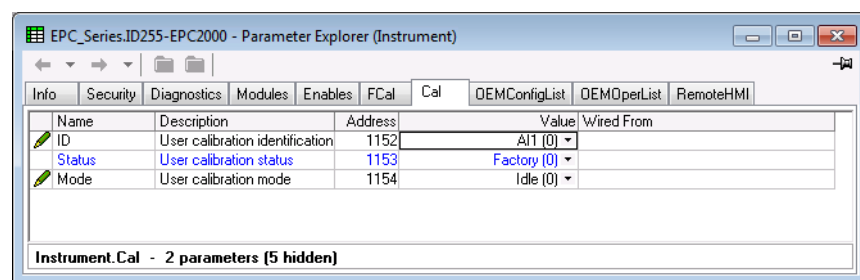 EPC_Series.ID255-EPC2000 - Parameter Explorer (Instrument)
Info Security Diagnostics Modules Enables FCal Cal OEMConfigList OEMOperList RemoteHMI
Name Description Address Value Wired From
ID User calibration identification 1152 AI1 (0)
Status User calibration status 1153 Factory (0)
Mode User calibration mode 1154 Idle (0)
Instrument.Cal - 2 parameters (5 hidden)